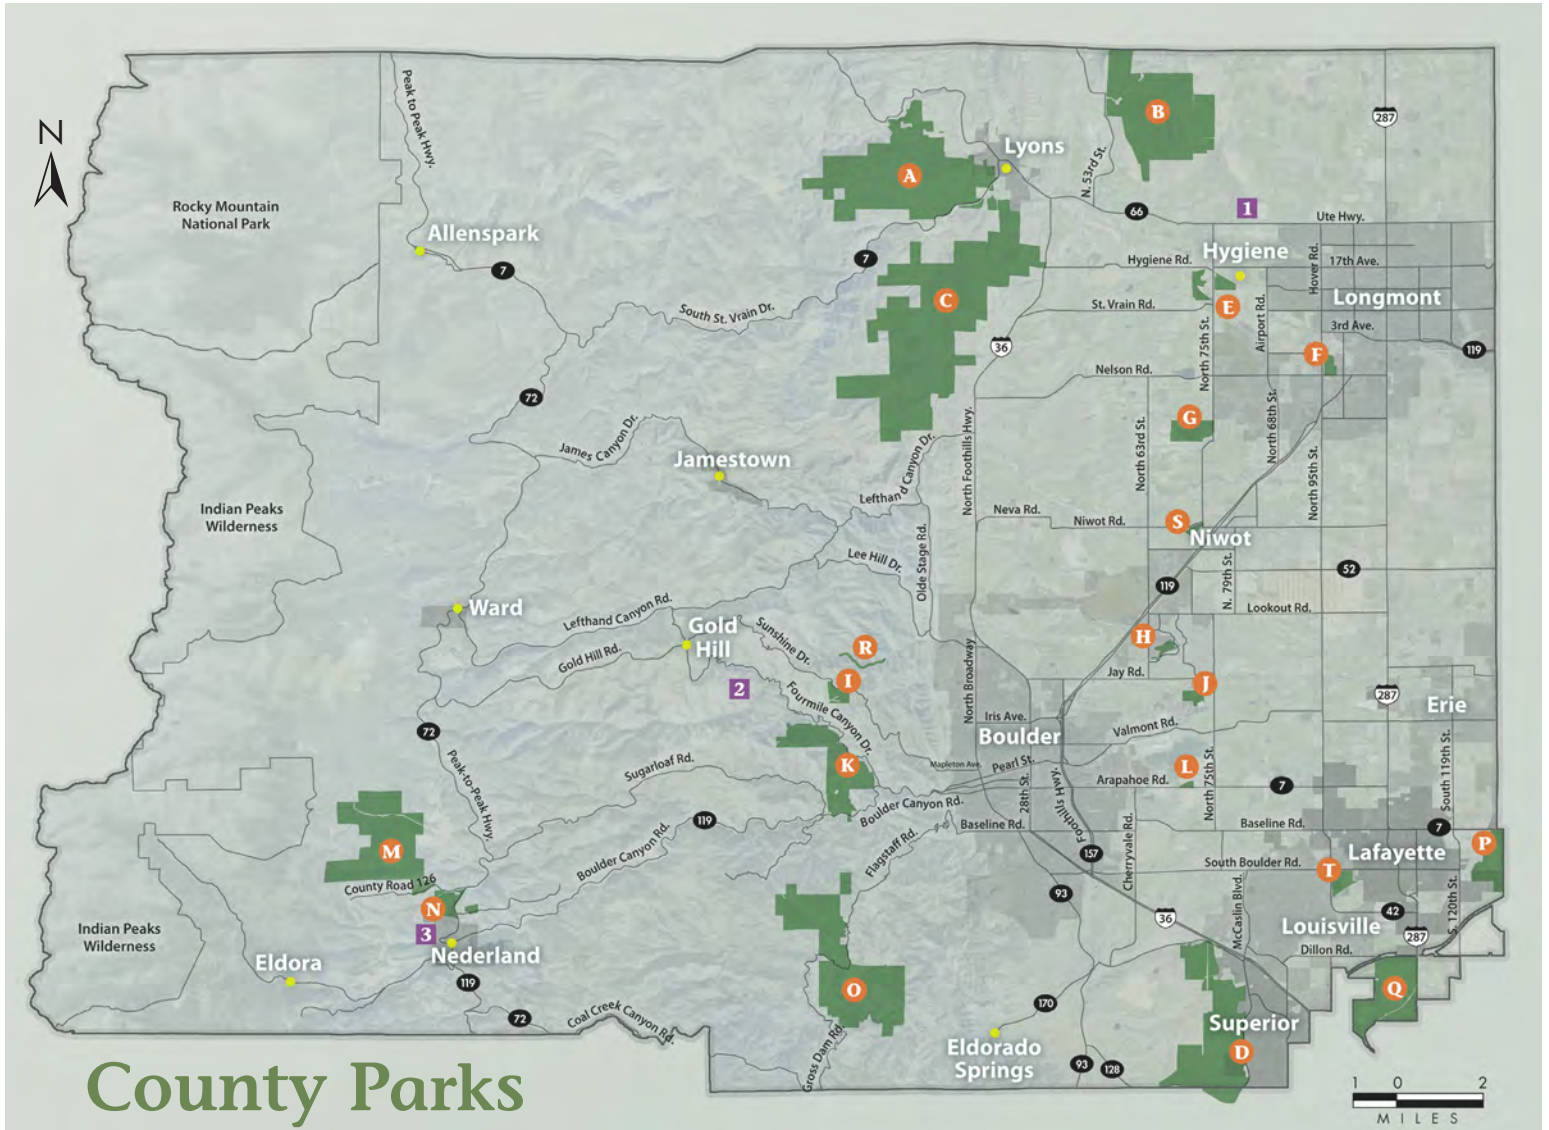 N
Peak to Peak Hwy.
Rocky Mountain
National Park
Allenspark
7
South St. Vrain Dr.
7
A
Lyons
B
N. 53rd St.
287
66
1
Ute Hwy.
Hygiene
Hygiene Rd.
17th Ave.
Hover Rd.
Longmont
C
St. Vrain Rd.
E
Airport Rd.
3rd Ave.
36
North 75th St.
F
119
Nelson Rd.
72
James Canyon Dr.
Jamestown
G
North 63rd St.
North 68th St.
North 95th St.
North Foothills Hwy.
Lefthand Canyon Dr.
Indian Peaks
Wilderness
Neva Rd.
Niwot Rd.
S
Niwot
Olde Stage Rd.
Lee Hill Dr.
52
119
N. 79th St.
Lookout Rd.
Ward
Lefthand Canyon Rd.
Gold
Hill
Sunshine Dr.
Gold Hill Rd.
R
H
2
I
Fourmile Canyon Dr.
North Broadway
Jay Rd.
J
287
Erie
Iris Ave.
Boulder
Valmont Rd.
72
Peak-to-Peak Hwy.
Sugarloaf Rd.
K
Mapleton Ave.
Pearl St.
28th St.
Foothills Hwy.
Arapahoe Rd.
L
North 75th St.
7
South 119th St.
Boulder Canyon Rd.
119
Boulder Canyon Rd.
Baseline Rd.
Baseline Rd.
7
M
Flagstaff Rd.
157
Cherryvale Rd.
South Boulder Rd.
Lafayette
P
T
County Road 126
N
3
Nederland
93
36
McCaslin Blvd.
42
S. 120th St.
Louisville
287
Dillon Rd.
Indian Peaks
Wilderness
Eldora
119
72
Coal Creek Canyon Rd.
O
Gross Dam Rd.
170
Eldorado
Springs
93
128
Superior
D
Q
County Parks
1 0 2
MILES